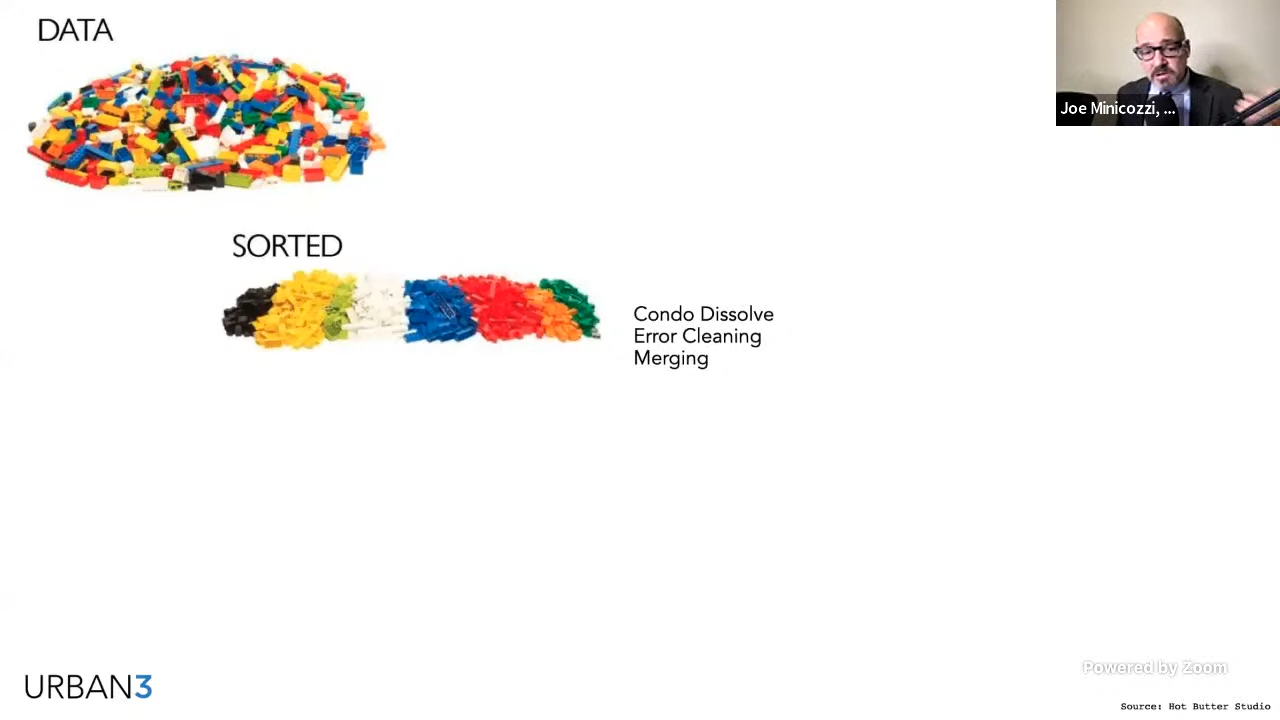 DATA
Joe Minicozzi, ...
SORTED
Condo Dissolve
Error Cleaning
Merging
Powered by Zoom
URBAN3
Source: Hot Butter Studio